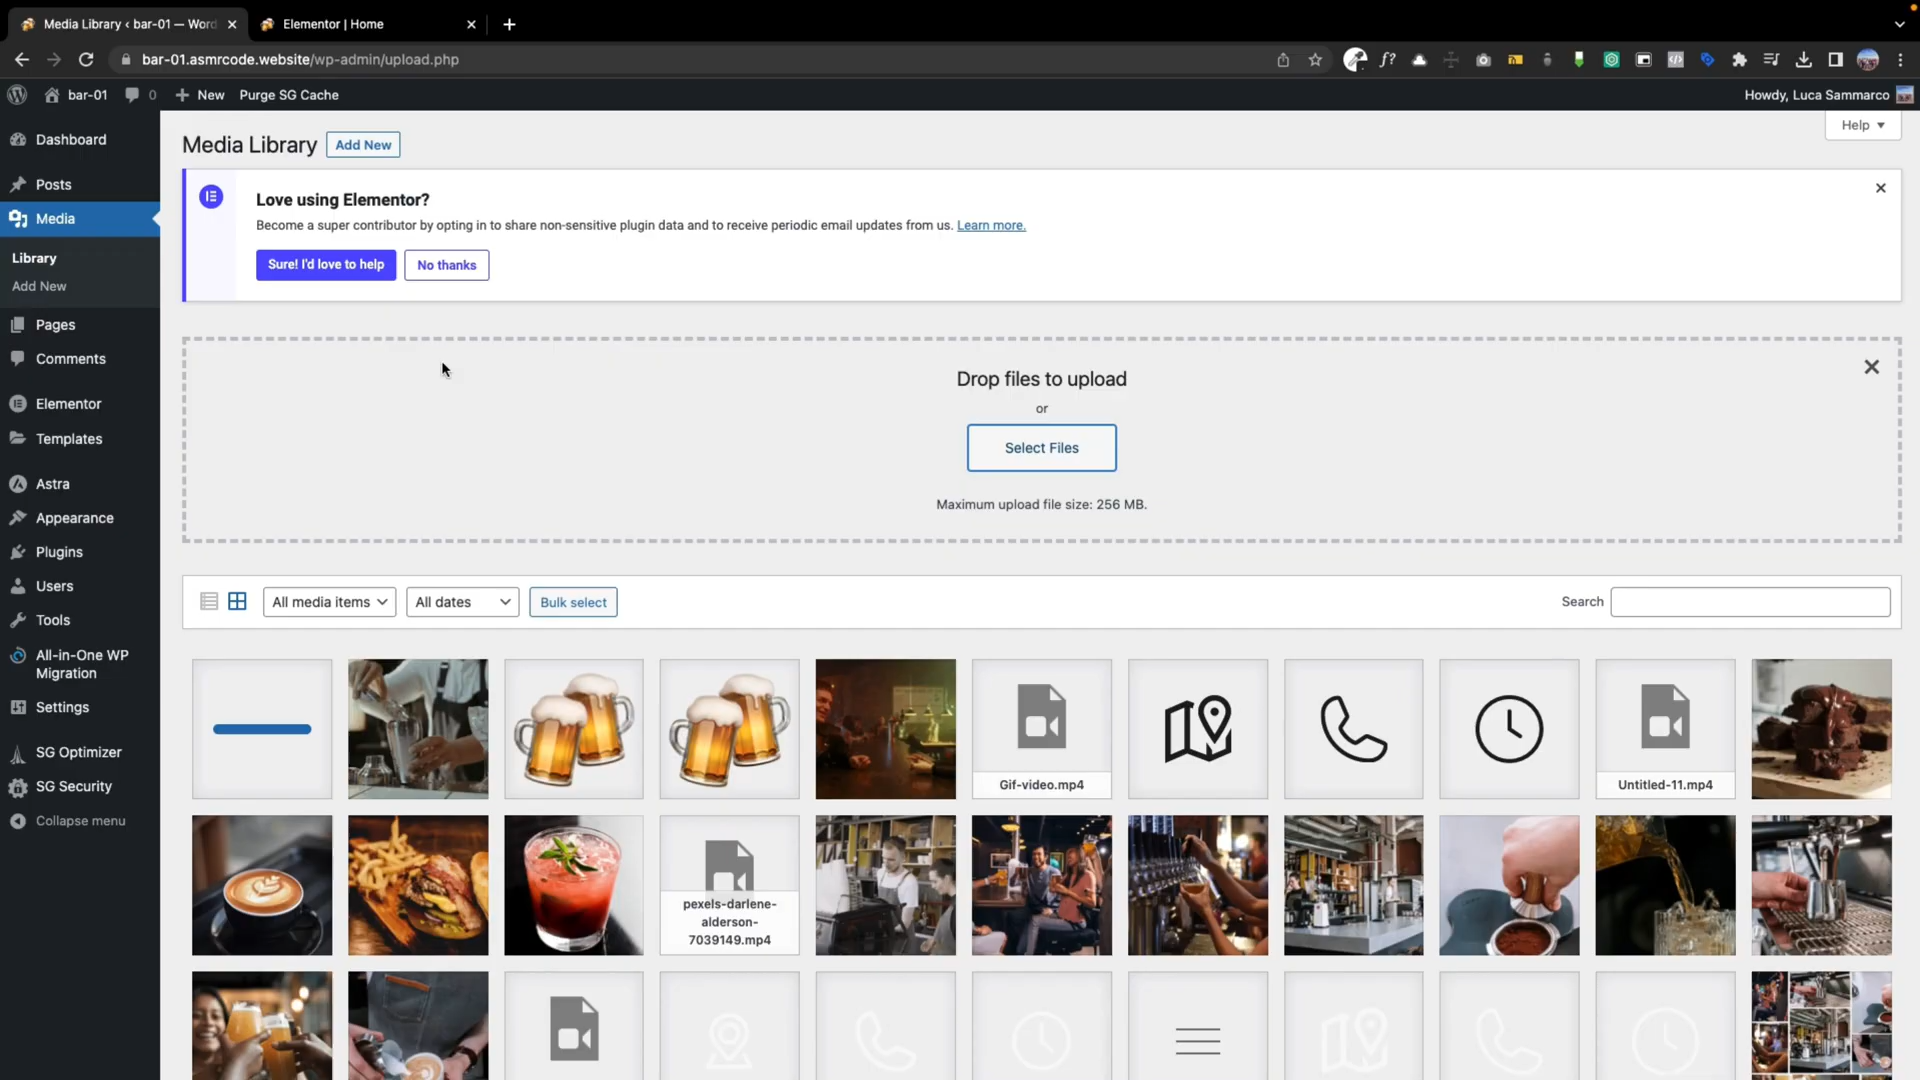 Media Library ‹ bar-01 — Word
Elementor | Home
bar-01.asmrcode.website/wp-admin/upload.php
bar-01
0
New
Purge SG Cache
Howdy, Luca Sammarco
Dashboard
Posts
Media
Library
Add New
Pages
Comments
Elementor
Templates
Astra
Appearance
Plugins
Users
Tools
All-in-One WP
Migration
Settings
SG Optimizer
SG Security
Collapse menu
Media Library
Add New
Help
Love using Elementor?
Become a super contributor by opting in to share non-sensitive plugin data and to receive periodic email updates from us. Learn more.
Sure! I'd love to help
No thanks
Drop files to upload
or
Select Files
Maximum upload file size: 256 MB.
All media items
All dates
Bulk select
Search
Gif-video.mp4
Untitled-11.mp4
pexels-darlene-
alderson-
7039149.mp4